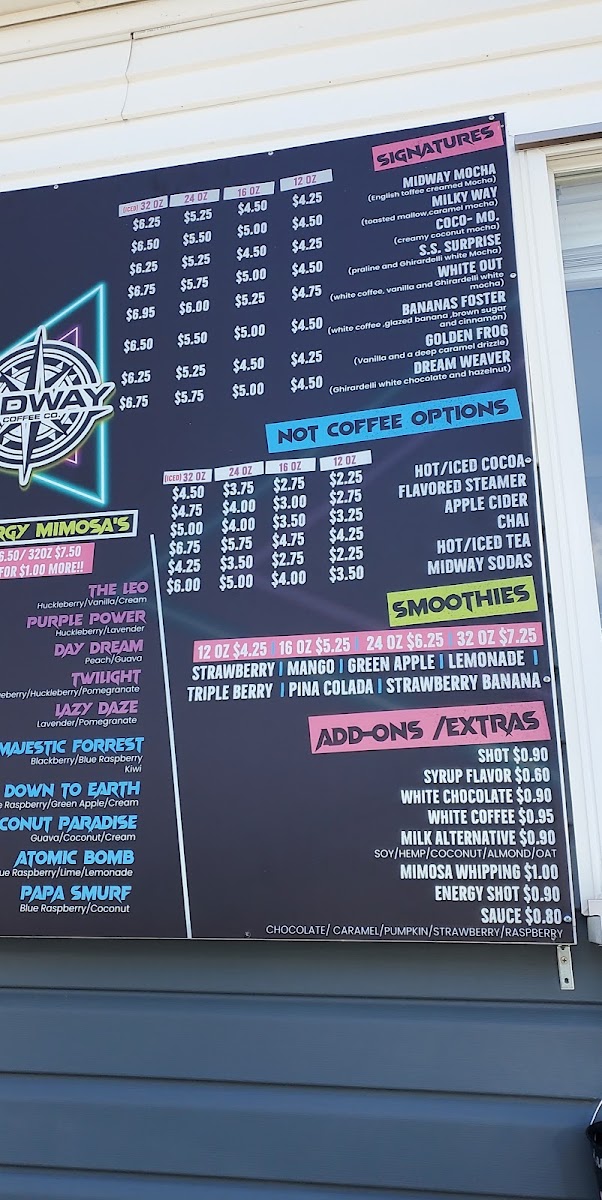 SIGNATURES
(ICED) 32 OZ 24 OZ 16 OZ 12 OZ
$6.25 $5.25 $4.50 $4.25 MIDWAY MOCHA
(English toffee creamed Mocha)
$6.50 $5.50 $5.00 $4.50 MILKY WAY
(toasted mallow,caramel mocha)
$6.25 $5.25 $4.50 $4.25 COCO- MO.
(creamy coconut mocha)
$6.75 $5.75 $5.00 $4.50 S.S. SURPRISE
(praline and Ghirardelli white Mocha)
$6.95 $6.00 $5.25 $4.75 WHITE OUT
(white coffee, vanilla and Ghirardelli white
mocha)
$6.50 $5.50 $5.00 $4.50 BANANAS FOSTER
(white coffee ,glazed banana ,brown sugar
and cinnamon)
$6.25 $5.25 $4.50 $4.25 GOLDEN FROG
(Vanilla and a deep caramel drizzle)
$6.75 $5.75 $5.00 $4.50 DREAM WEAVER
(Ghirardelli white chocolate and hazelnut)
DWAY
COFFEE CO.
NOT COFFEE OPTIONS
(ICED) 32 OZ 24 OZ 16 OZ 12 OZ
$4.50 $3.75 $2.75 $2.25 HOT/ICED COCOA
$4.75 $4.00 $3.00 $2.75 FLAVORED STEAMER
$5.00 $4.00 $3.50 $3.25 APPLE CIDER
$6.75 $5.75 $4.75 $4.25 CHAI
$4.25 $3.50 $2.75 $2.25 HOT/ICED TEA
$6.00 $5.00 $4.00 $3.50 MIDWAY SODAS
RGY MIMOSA'S
6.50/ 32OZ $7.50
FOR $1.00 MORE!!
THE LEO
Huckleberry/Vanilla/Cream
PURPLE POWER
Huckleberry/Lavender
DAY DREAM
Peach/Guava
TWILIGHT
eberry/Huckleberry/Pomegranate
LAZY DAZE
Lavender/Pomegranate
MAJESTIC FORREST
Blackberry/Blue Raspberry
Kiwi
DOWN TO EARTH
e Raspberry/Green Apple/Cream
CONUT PARADISE
Guava/Coconut/Cream
ATOMIC BOMB
ue Raspberry/Lime/Lemonade
PAPA SMURF
Blue Raspberry/Coconut
SMOOTHIES
12 OZ $4.25 | 16 OZ $5.25 | 24 OZ $6.25 | 32 OZ $7.25
STRAWBERRY | MANGO | GREEN APPLE | LEMONADE |
TRIPLE BERRY | PINA COLADA | STRAWBERRY BANANA
ADD-ONS /EXTRAS
SHOT $0.90
SYRUP FLAVOR $0.60
WHITE CHOCOLATE $0.90
WHITE COFFEE $0.95
MILK ALTERNATIVE $0.90
SOY/HEMP/COCONUT/ALMOND/OAT
MIMOSA WHIPPING $1.00
ENERGY SHOT $0.90
SAUCE $0.80
CHOCOLATE/ CARAMEL/PUMPKIN/STRAWBERRY/RASPBERRY